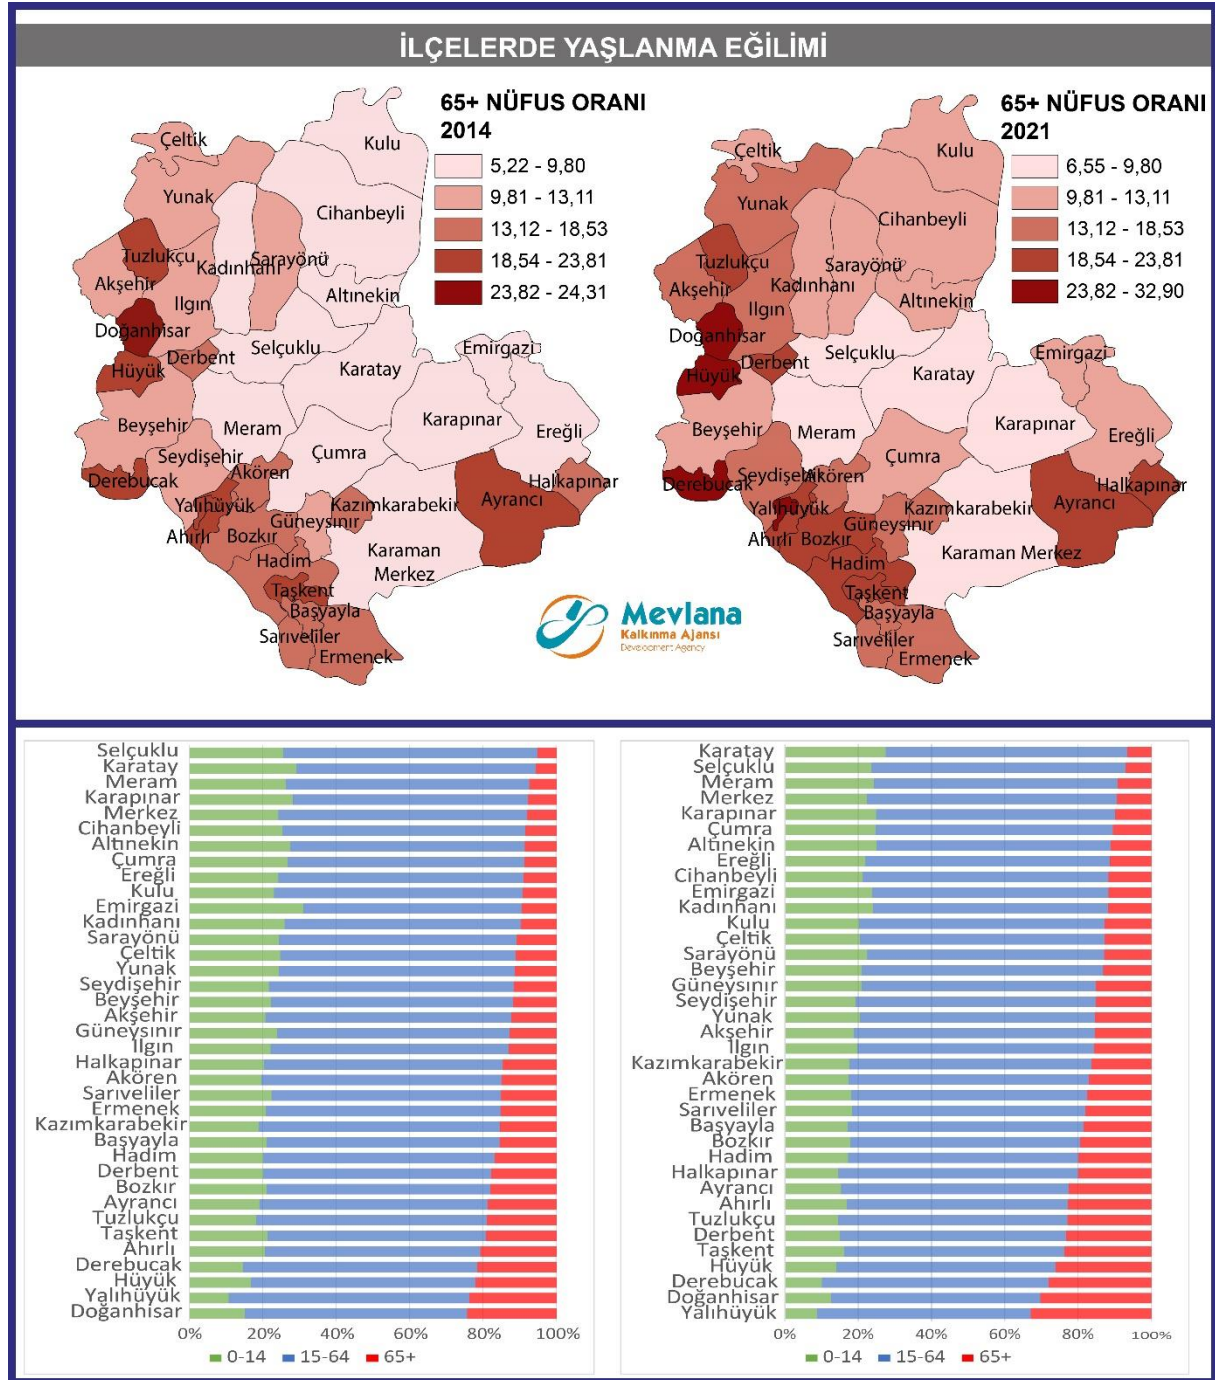 İLÇELERDE YAŞLANMA EĞİLİMİ
65+ NÜFUS ORANI
2014
5,22 - 9,80
9,81 - 13,11
13,12 - 18,53
18,54 - 23,81
23,82 - 24,31
Çeltik
Kulu
Yunak
Cihanbeyli
Tuzlukçu
Kadınhanı
Sarayönü
Akşehir
Ilgın
Altınekin
Doğanhisar
Derbent
Selçuklu
Hüyük
Karatay
Emirgazi
Beyşehir
Meram
Karapınar
Ereğli
Seydişehir
Çumra
Derebucak
Akören
Halkapınar
Yalıhüyük
Kazımkarabekir
Ayrancı
Güneysınır
Ahırlı
Bozkır
Hadim
Karaman
Merkez
Taşkent
Başyayla
Sarıveliler
Ermenek
65+ NÜFUS ORANI
2021
6,55 - 9,80
9,81 - 13,11
13,12 - 18,53
18,54 - 23,81
23,82 - 32,90
Çeltik
Kulu
Yunak
Cihanbeyli
Tuzlukçu
Sarayönü
Akşehir
Kadınhanı
Ilgın
Altınekin
Doğanhisar
Selçuklu
Derbent
Hüyük
Karatay
Emirgazi
Beyşehir
Meram
Karapınar
Ereğli
Çumra
Seydişehir
Akören
Derebucak
Halkapınar
Yalıhüyük
Kazımkarabekir
Ayrancı
Güneysınır
Ahırlı
Bozkır
Hadim
Karaman Merkez
Taşkent
Başyayla
Sarıveliler
Ermenek
Mevlana
Kalkınma Ajansı
Development Agency
Selçuklu
Karatay
Meram
Karapınar
Merkez
Cihanbeyli
Altınekin
Çumra
Ereğli
Kulu
Emirgazi
Kadınhanı
Sarayönü
Çeltik
Yunak
Seydişehir
Beyşehir
Akşehir
Güneysınır
Ilgın
Halkapınar
Akören
Sarıveliler
Ermenek
Kazımkarabekir
Başyayla
Hadim
Derbent
Bozkır
Ayrancı
Tuzlukçu
Taşkent
Ahırlı
Derebucak
Hüyük
Yalıhüyük
Doğanhisar
0% 20% 40% 60% 80% 100%
0-14 15-64 65+
Karatay
Selçuklu
Meram
Merkez
Karapınar
Çumra
Altınekin
Ereğli
Cihanbeyli
Emirgazi
Kadınhanı
Kulu
Çeltik
Sarayönü
Beyşehir
Güneysınır
Seydişehir
Yunak
Akşehir
Ilgın
Kazımkarabekir
Akören
Ermenek
Sarıveliler
Başyayla
Bozkır
Hadim
Halkapınar
Ayrancı
Ahırlı
Tuzlukçu
Derbent
Taşkent
Hüyük
Derebucak
Doğanhisar
Yalıhüyük
0% 20% 40% 60% 80% 100%
0-14 15-64 65+